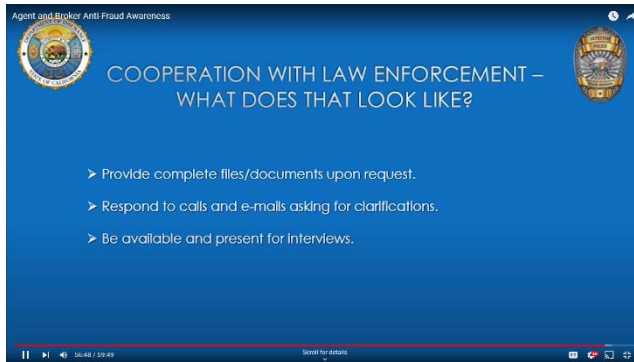 Agent and Broker Anti-Fraud Awareness
COOPERATION WITH LAW ENFORCEMENT –
WHAT DOES THAT LOOK LIKE?
➤ Provide complete files/documents upon request.
➤ Respond to calls and e-mails asking for clarifications.
➤ Be available and present for interviews.
56:48 / 59:49
Scroll for details